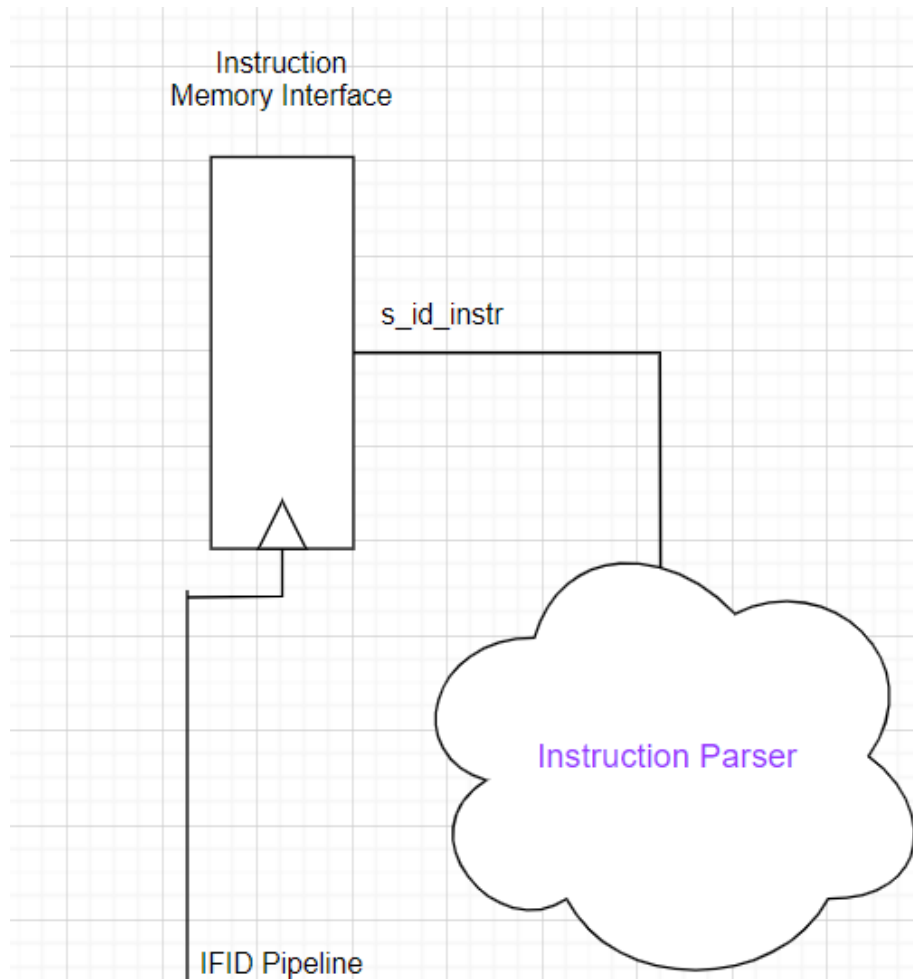 Instruction
Memory Interface
s_id_instr
Instruction Parser
IFID Pipeline